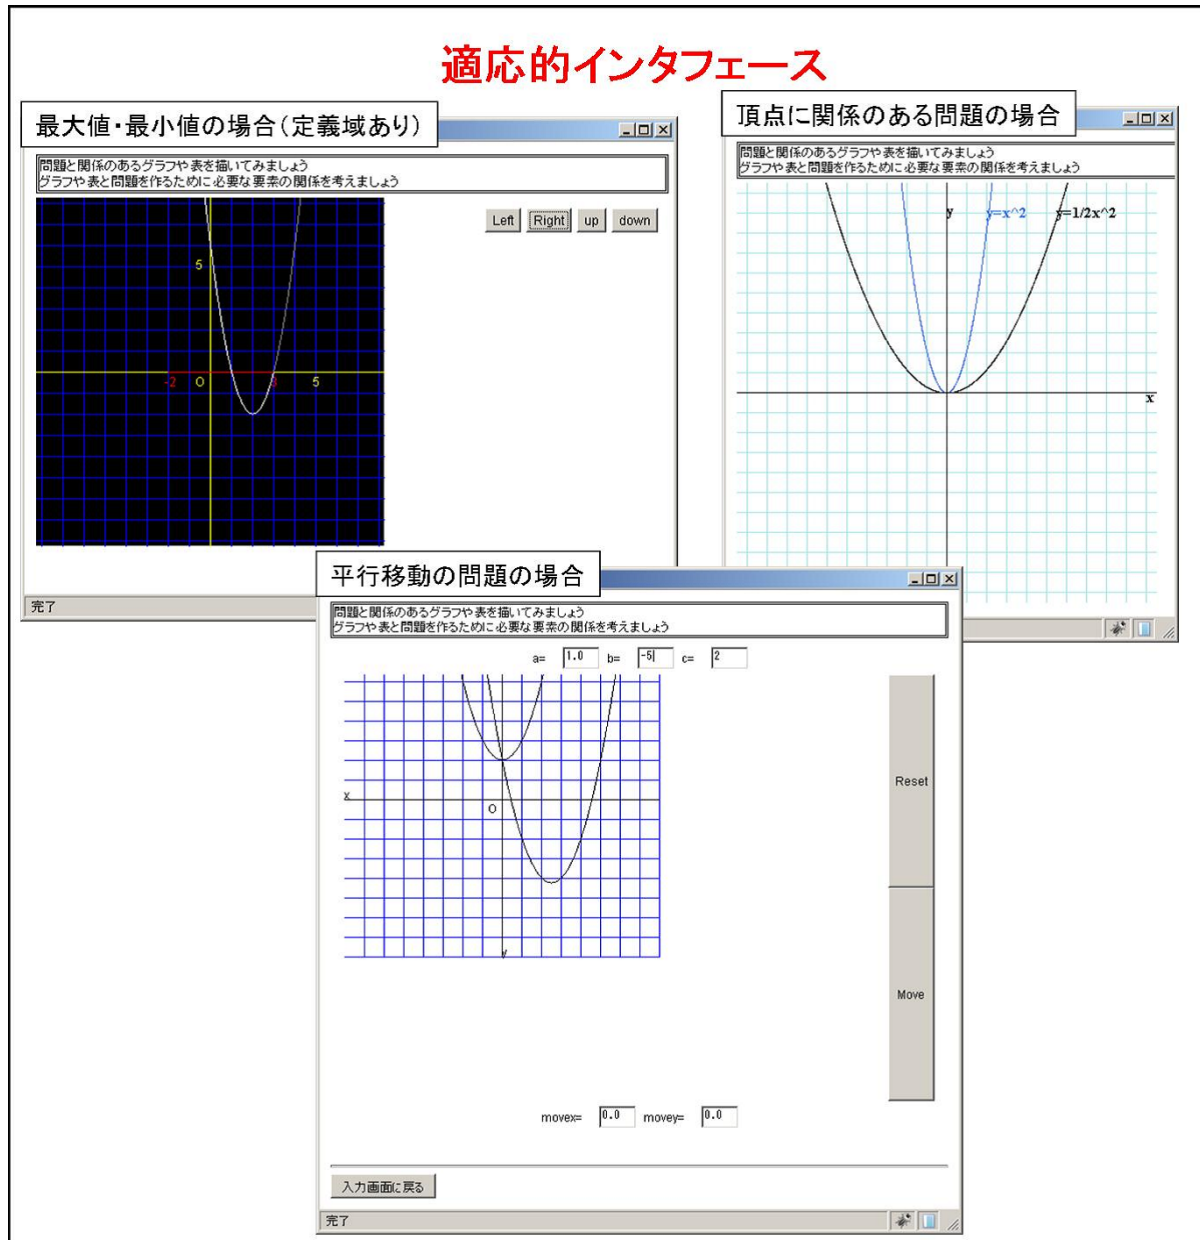 適応的インタフェース
最大値・最小値の場合(定義域あり)
問題と関係のあるグラフや表を描いてみましょう
グラフや表と問題を作るために必要な要素の関係を考えましょう
Left Right up down
5
-2 O 3 5
完了
頂点に関係のある問題の場合
問題と関係のあるグラフや表を描いてみましょう
グラフや表と問題を作るために必要な要素の関係を考えましょう
y y=x^2 y=1/2x^2
x
平行移動の問題の場合
問題と関係のあるグラフや表を描いてみましょう
グラフや表と問題を作るために必要な要素の関係を考えましょう
a= 1.0 b= -5 c= 2
Reset
x
O
y
Move
movex= 0.0 movey= 0.0
入力画面に戻る
完了